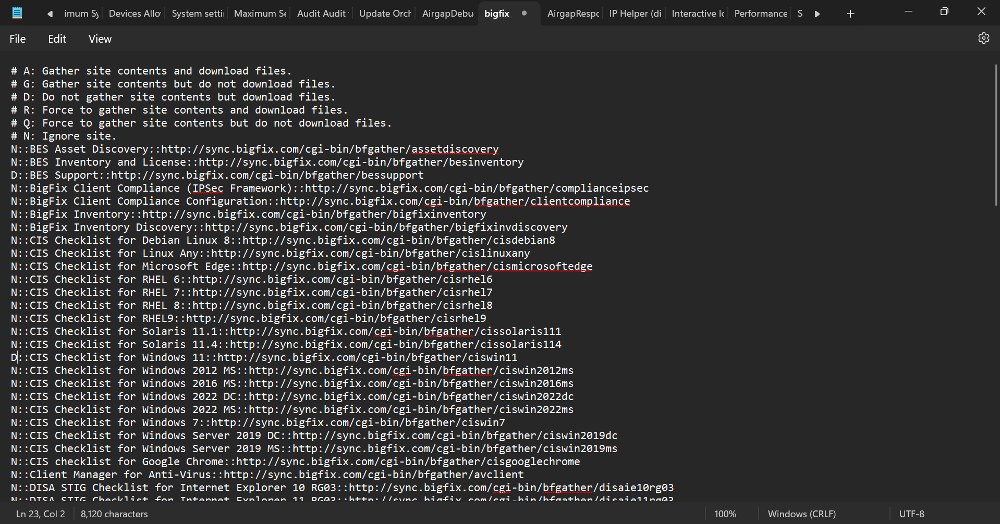 imum Sy Devices Allo System setti Maximum Se Audit Audit Update Orch AirgapDebu bigfix_ AirgapRespo IP Helper (di Interactive lo Performance S
File Edit View
# A: Gather site contents and download files.
# G: Gather site contents but do not download files.
# D: Do not gather site contents but download files.
# R: Force to gather site contents and download files.
# Q: Force to gather site contents but do not download files.
# N: Ignore site.
N::BES Asset Discovery::http://sync.bigfix.com/cgi-bin/bfgather/assetdiscovery
N::BES Inventory and License::http://sync.bigfix.com/cgi-bin/bfgather/besinventory
D::BES Support::http://sync.bigfix.com/cgi-bin/bfgather/bessupport
N::BigFix Client Compliance (IPSec Framework)::http://sync.bigfix.com/cgi-bin/bfgather/complianceipsec
N::BigFix Client Compliance Configuration::http://sync.bigfix.com/cgi-bin/bfgather/clientcompliance
N::BigFix Inventory::http://sync.bigfix.com/cgi-bin/bfgather/bigfixinventory
N::BigFix Inventory Discovery::http://sync.bigfix.com/cgi-bin/bfgather/bigfixinvdiscovery
N::CIS Checklist for Debian Linux 8::http://sync.bigfix.com/cgi-bin/bfgather/cisdebian8
N::CIS Checklist for Linux Any::http://sync.bigfix.com/cgi-bin/bfgather/cislinuxany
N::CIS Checklist for Microsoft Edge::http://sync.bigfix.com/cgi-bin/bfgather/cismicrosoftedge
N::CIS Checklist for RHEL 6::http://sync.bigfix.com/cgi-bin/bfgather/cisrhel6
N::CIS Checklist for RHEL 7::http://sync.bigfix.com/cgi-bin/bfgather/cisrhel7
N::CIS Checklist for RHEL 8::http://sync.bigfix.com/cgi-bin/bfgather/cisrhel8
N::CIS Checklist for RHEL9::http://sync.bigfix.com/cgi-bin/bfgather/cisrhel9
N::CIS Checklist for Solaris 11.1::http://sync.bigfix.com/cgi-bin/bfgather/cissolaris111
N::CIS Checklist for Solaris 11.4::http://sync.bigfix.com/cgi-bin/bfgather/cissolaris114
D::CIS Checklist for Windows 11::http://sync.bigfix.com/cgi-bin/bfgather/ciswin11
N::CIS Checklist for Windows 2012 MS::http://sync.bigfix.com/cgi-bin/bfgather/ciswin2012ms
N::CIS Checklist for Windows 2016 MS::http://sync.bigfix.com/cgi-bin/bfgather/ciswin2016ms
N::CIS Checklist for Windows 2022 DC::http://sync.bigfix.com/cgi-bin/bfgather/ciswin2022dc
N::CIS Checklist for Windows 2022 MS::http://sync.bigfix.com/cgi-bin/bfgather/ciswin2022ms
N::CIS Checklist for Windows 7::http://sync.bigfix.com/cgi-bin/bfgather/ciswin7
N::CIS Checklist for Windows Server 2019 DC::http://sync.bigfix.com/cgi-bin/bfgather/ciswin2019dc
N::CIS Checklist for Windows Server 2019 MS::http://sync.bigfix.com/cgi-bin/bfgather/ciswin2019ms
N::CIS checklist for Google Chrome::http://sync.bigfix.com/cgi-bin/bfgather/cisgooglechrome
N::Client Manager for Anti-Virus::http://sync.bigfix.com/cgi-bin/bfgather/avclient
N::DISA STIG Checklist for Internet Explorer 10 RG03::http://sync.bigfix.com/cgi-bin/bfgather/disaie10rg03
N::DISA STIG Checklist for Internet Explorer 11 RG03::http://sync.bigfix.com/cgi-bin/bfgather/disaie11rg03
Ln 23, Col 2 8,120 characters 100% Windows (CRLF) UTF-8